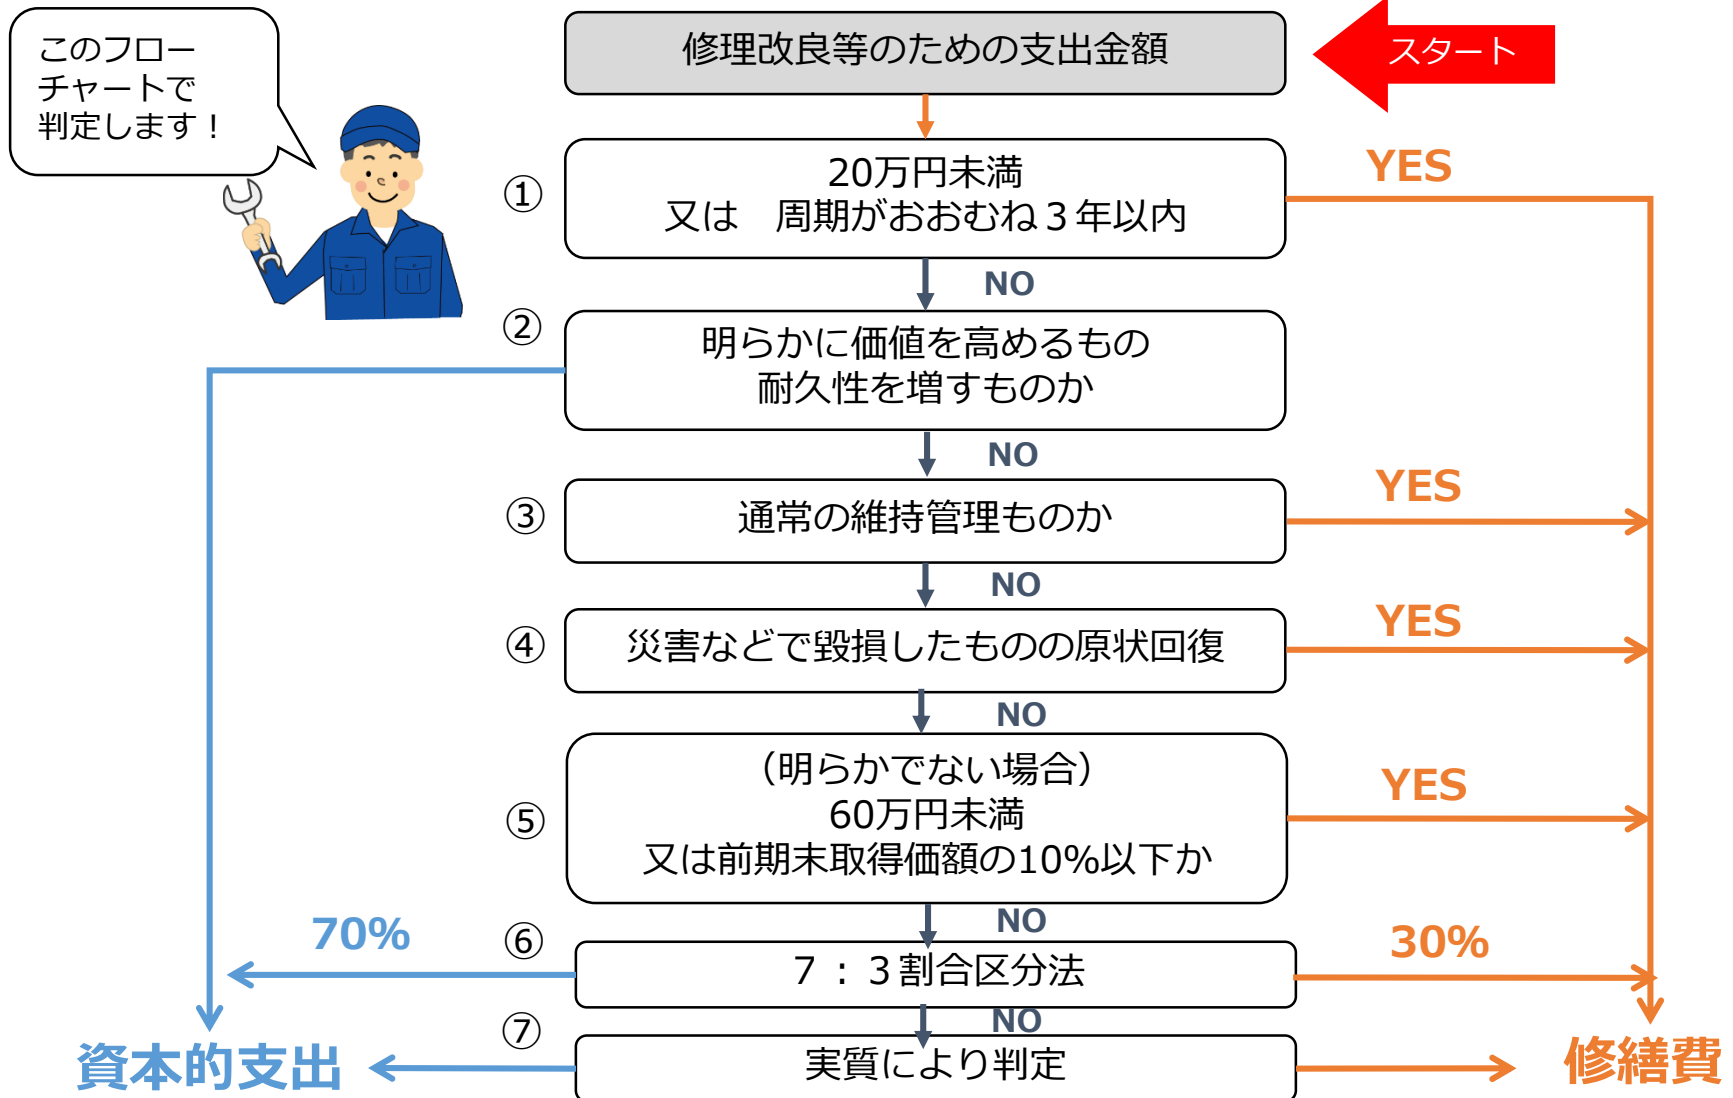 このフロー
チャートで
判定します！
修理改良等のための支出金額
スタート
①
20万円未満
又は　周期がおおむね３年以内
YES
NO
②
明らかに価値を高めるもの
耐久性を増すものか
NO
③
通常の維持管理ものか
YES
NO
④
災害などで毀損したものの原状回復
YES
NO
⑤
（明らかでない場合）
60万円未満
又は前期末取得価額の10%以下か
YES
NO
70%
⑥
７：３割合区分法
30%
NO
⑦
実質により判定
資本的支出
修繕費